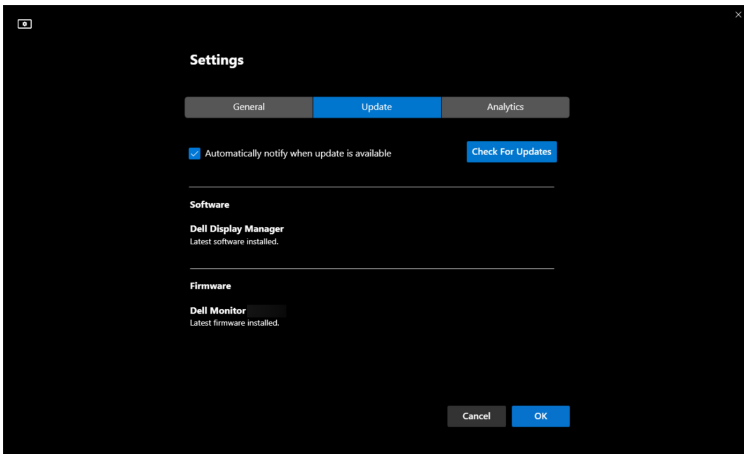 Settings
General Update Analytics
Automatically notify when update is available Check For Updates
Software
Dell Display Manager
Latest software installed.
Firmware
Dell Monitor
Latest firmware installed.
Cancel OK